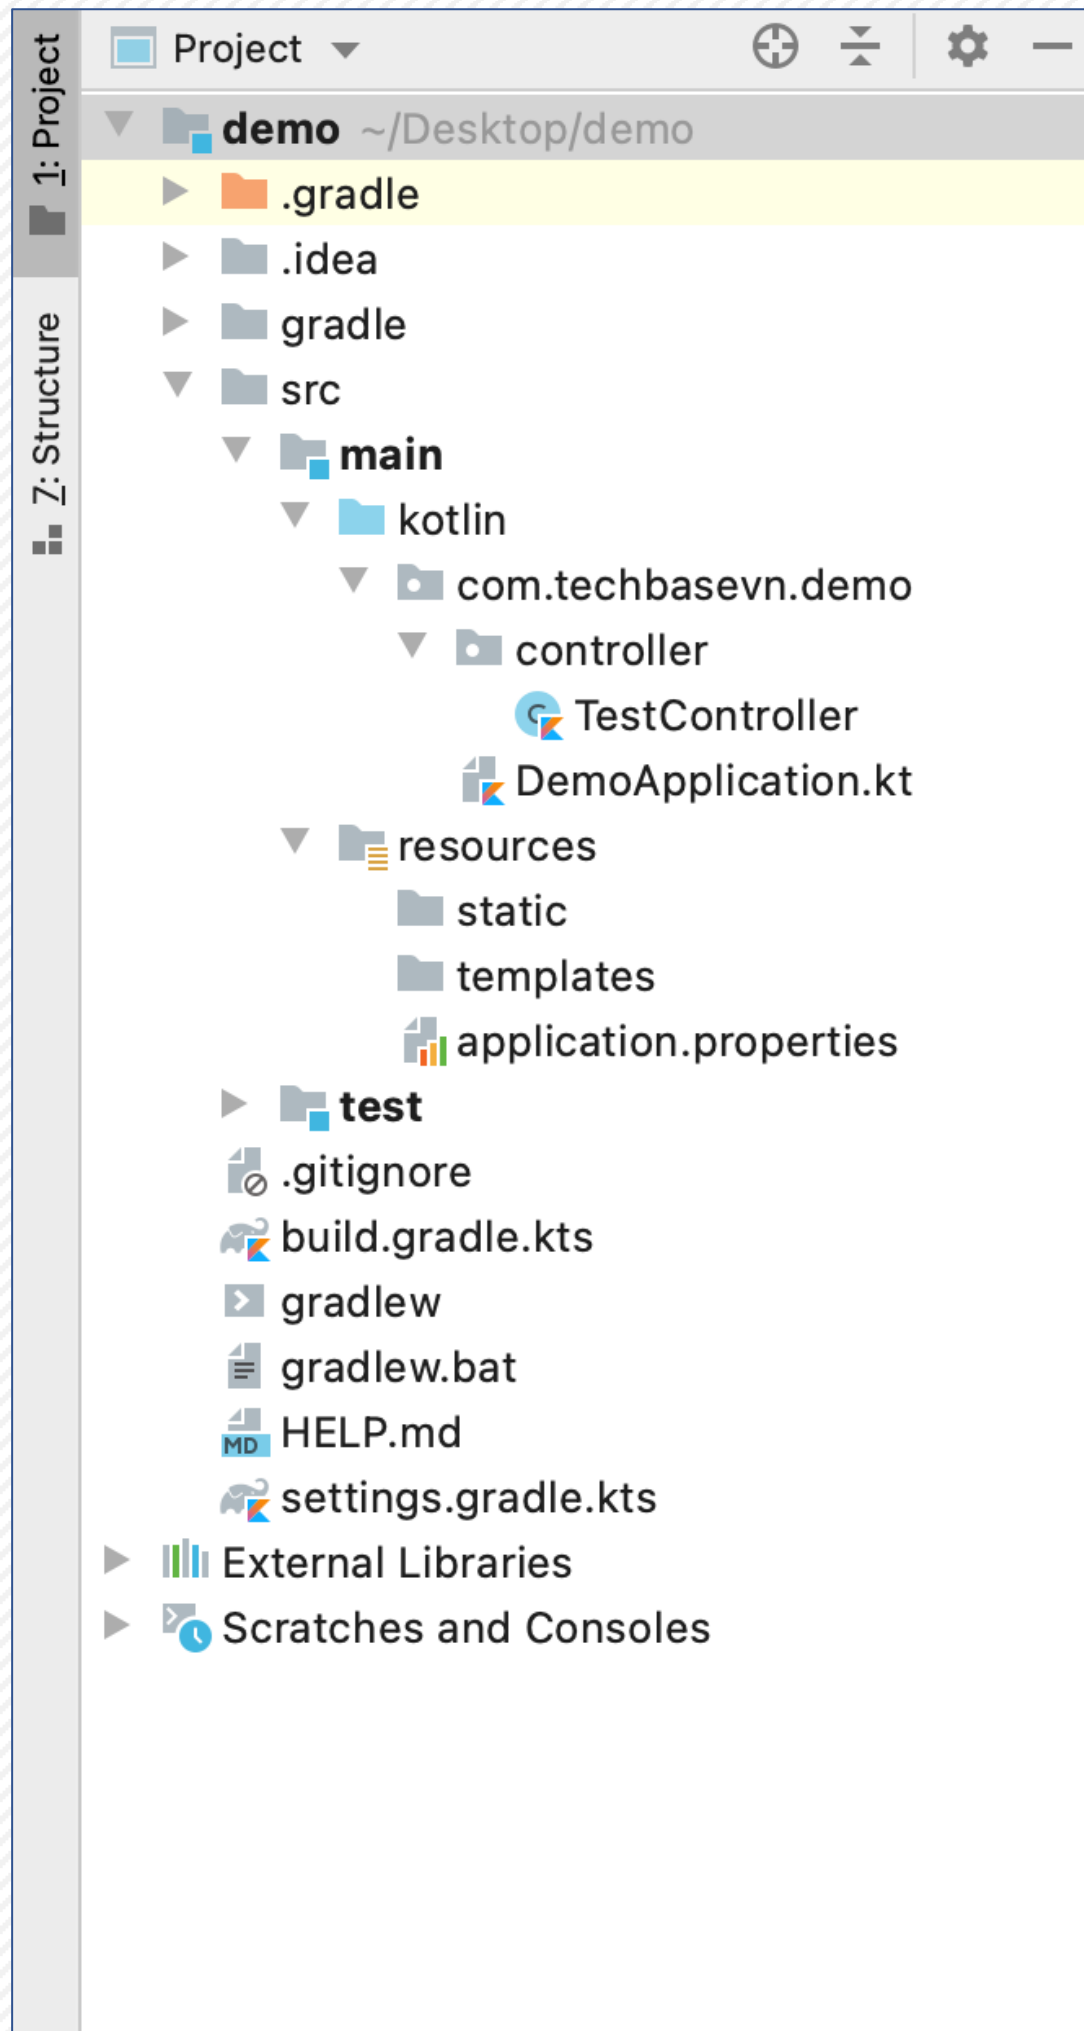 1: Project
7: Structure
Project
demo ~/Desktop/demo
.gradle
.idea
gradle
src
main
kotlin
com.techbasevn.demo
controller
C TestController
DemoApplication.kt
resources
static
templates
application.properties
test
.gitignore
build.gradle.kts
gradlew
gradlew.bat
MD HELP.md
settings.gradle.kts
External Libraries
Scratches and Consoles